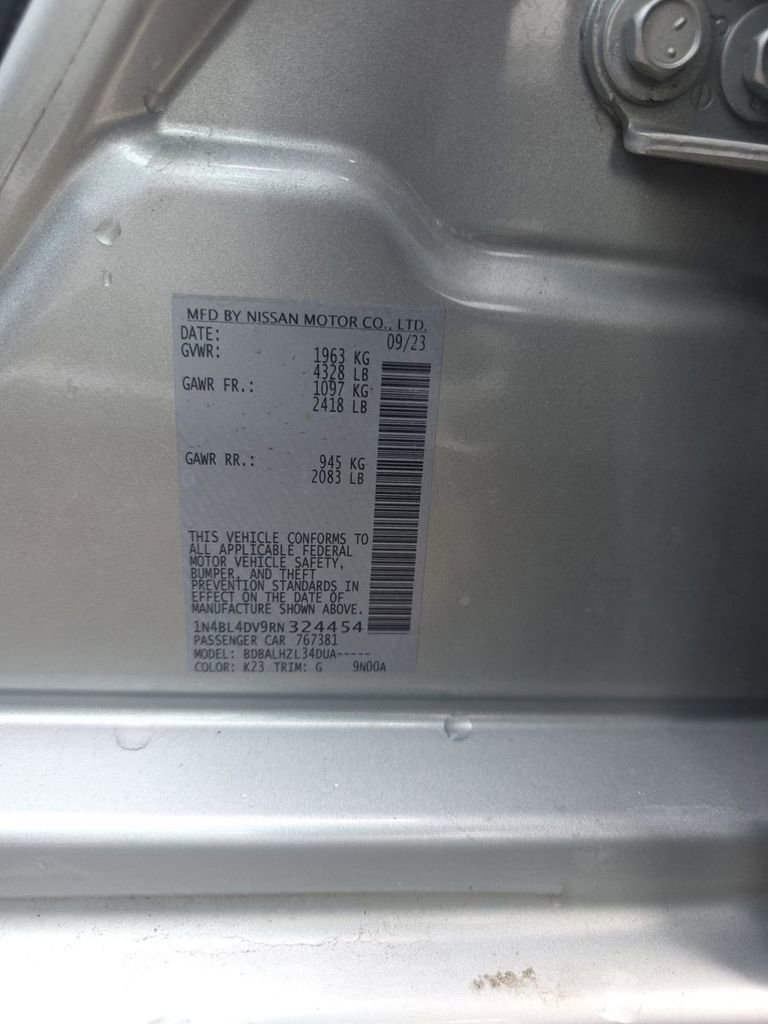 MFD BY NISSAN MOTOR CO., LTD.
DATE: 09/23
GVWR: 1963 KG
4328 LB
GAWR FR.: 1097 KG
2418 LB
GAWR RR.: 945 KG
2083 LB
THIS VEHICLE CONFORMS TO
ALL APPLICABLE FEDERAL
MOTOR VEHICLE SAFETY,
BUMPER, AND THEFT
PREVENTION STANDARDS IN
EFFECT ON THE DATE OF
MANUFACTURE SHOWN ABOVE.
1N4BL4DV9RN324454
PASSENGER CAR 767381
MODEL: BDBALHZL34DUA-----
COLOR: K23 TRIM: G 9N00A